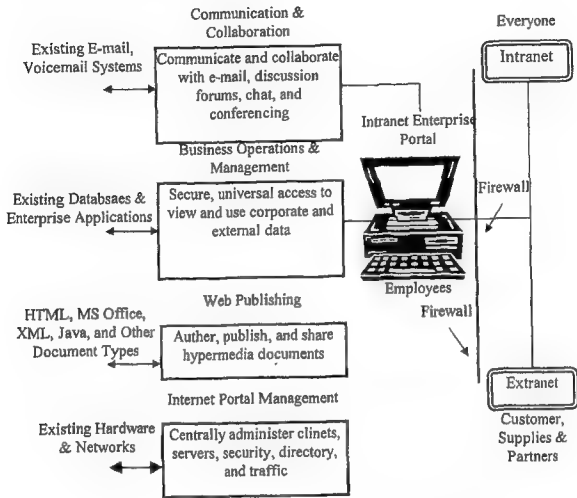 Communication &
Collaboration
Existing E-mail,
Voicemail Systems
Communicate and collaborate
with e-mail, discussion
forums, chat, and
conferencing
Everyone
Intranet
Intranet Enterprise
Portal
Business Operations &
Management
Existing Databsaes &
Enterprise Applications
Secure, universal access to
view and use corporate and
external data
Firewall
Employees
Firewall
Web Publishing
HTML, MS Office,
XML, Java, and Other
Document Types
Auther, publish, and share
hypermedia documents
Extranet
Customer,
Supplies &
Partners
Internet Portal Management
Existing Hardware
& Networks
Centrally administer clinets,
servers, security, directory,
and traffic